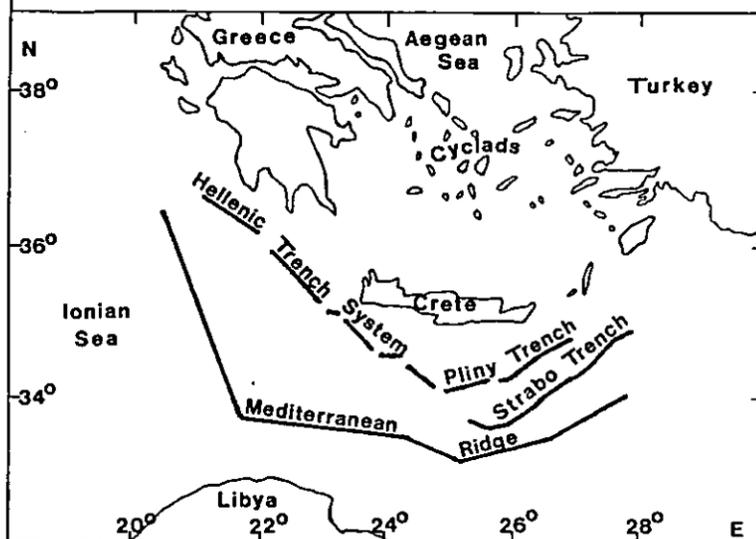 Greece
Aegean
Sea
N
38°
Turkey
Cyclads
Hellenic Trench System
36°
Ionian
Sea
Crete
Pliny Trench
Strabo Trench
34°
Mediterranean Ridge
Libya
20° 22° 24° 26° 28° E